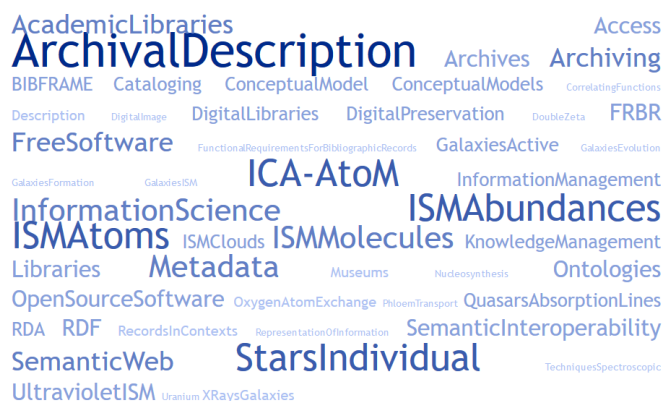 AcademicLibraries Access
ArchivalDescription Archives Archiving
BIBFRAME Cataloging ConceptualModel ConceptualModels CorrelatingFunctions
Description DigitalImage DigitalLibraries DigitalPreservation DoubleZeta FRBR
FreeSoftware FunctionalRequirementsForBibliographicRecords GalaxiesActive GalaxiesEvolution
GalaxiesFormation GalaxiesISM ICA-AtoM InformationManagement
InformationScience ISMAbundances
ISMAtoms ISMClouds ISMMolecules KnowledgeManagement
Libraries Metadata Museums Nucleosynthesis Ontologies
OpenSourceSoftware OxygenAtomExchange PhloemTransport QuasarsAbsorptionLines
RDA RDF RecordsInContexts RepresentationOfInformation SemanticInteroperability
SemanticWeb StarsIndividual TechniquesSpectroscopic
UltravioletISM Uranium XRaysGalaxies